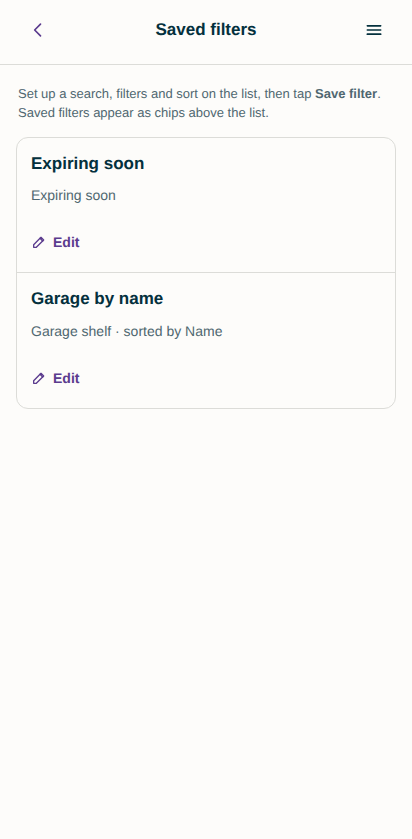 Saved filters
Set up a search, filters and sort on the list, then tap Save filter.
Saved filters appear as chips above the list.
Expiring soon
Expiring soon
Edit
Garage by name
Garage shelf · sorted by Name
Edit